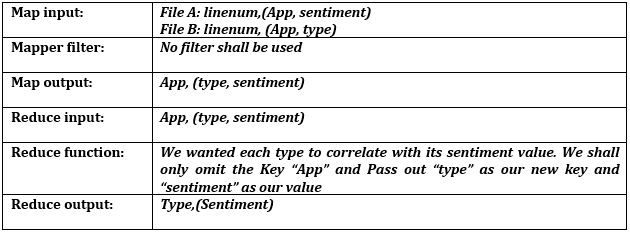 Map input: File A: linenum,(App, sentiment)
File B: linenum, (App, type)
Mapper filter: No filter shall be used
Map output: App, (type, sentiment)
Reduce input: App, (type, sentiment)
Reduce function: We wanted each type to correlate with its sentiment value. We shall
only omit the Key “App” and Pass out “type” as our new key and
“sentiment” as our value
Reduce output: Type,(Sentiment)